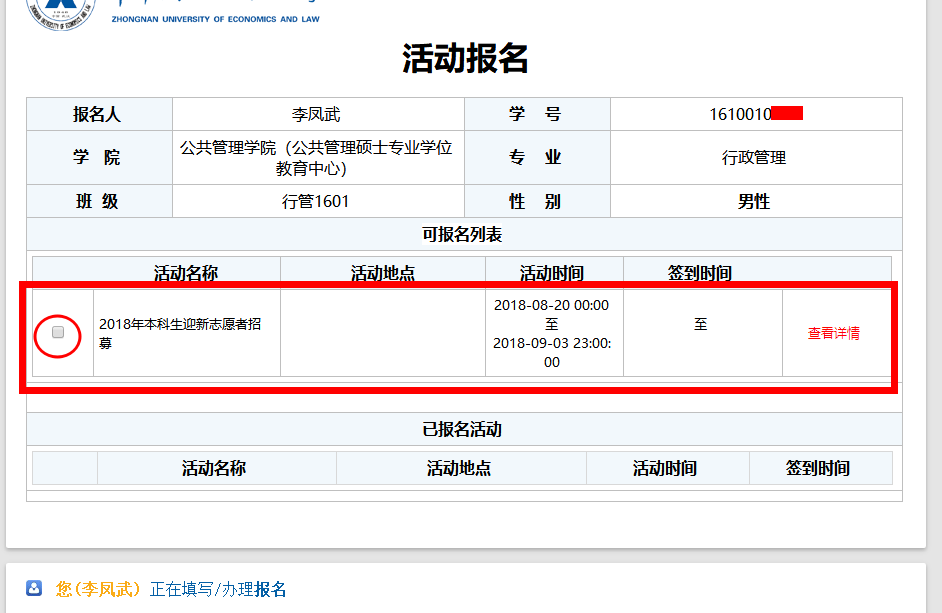 ZHONGNAN UNIVERSITY OF ECONOMICS AND LAW
活动报名
报名人 李凤武 学 号 1610010
学 院 公共管理学院（公共管理硕士专业学位
教育中心） 专 业 行政管理
班 级 行管1601 性 别 男性
可报名列表
活动名称 活动地点 活动时间 签到时间
2018年本科生迎新志愿者招
募
2018-08-20 00:00
至
2018-09-03 23:00:
00
至
查看详情
已报名活动
活动名称 活动地点 活动时间 签到时间
您(李凤武) 正在填写/办理报名